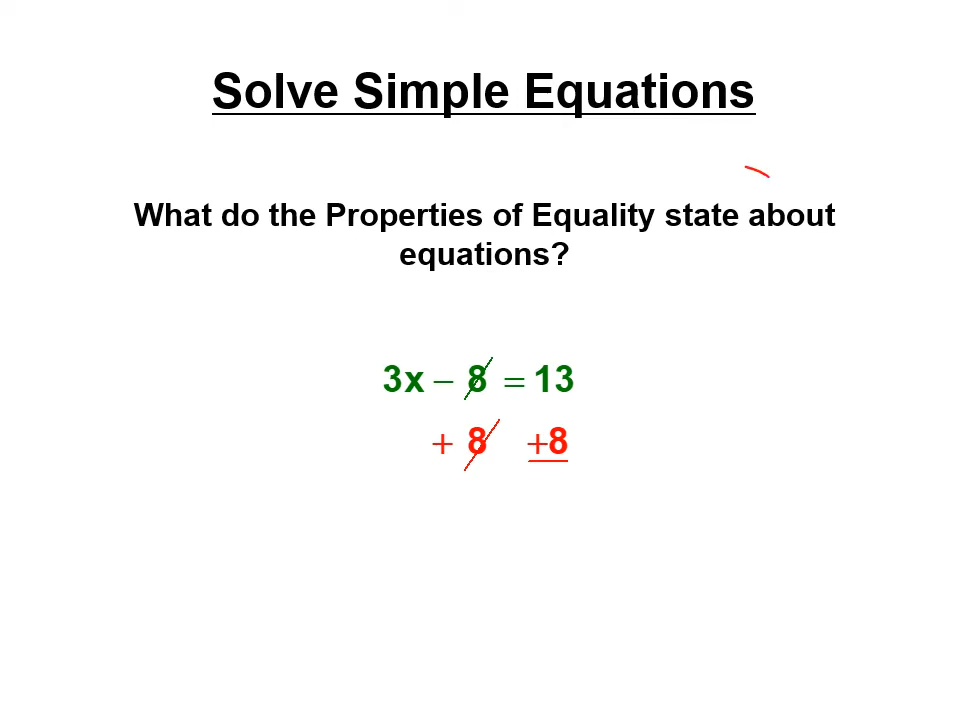 Solve Simple Equations
What do the Properties of Equality state about
equations?
3x − 8 = 13
+ 8 +8